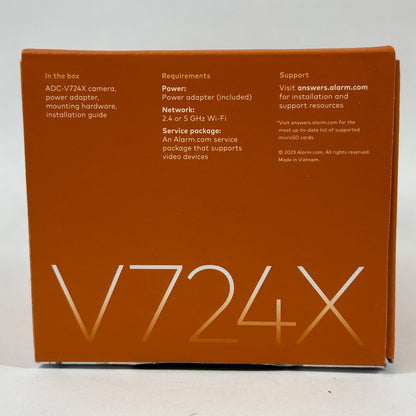 In the box
ADC-V724X camera,
power adapter,
mounting hardware,
installation guide
Requirements
Power:
Power adapter (included)
Network:
2.4 or 5 GHz Wi-Fi
Service package:
An Alarm.com service
package that supports
video devices
Support
Visit answers.alarm.com
for installation and
support resources
*Visit answers.alarm.com for the
most up-to-date list of supported
microSD cards.
© 2023 Alarm.com. All rights reserved.
Made in Vietnam.
V724X